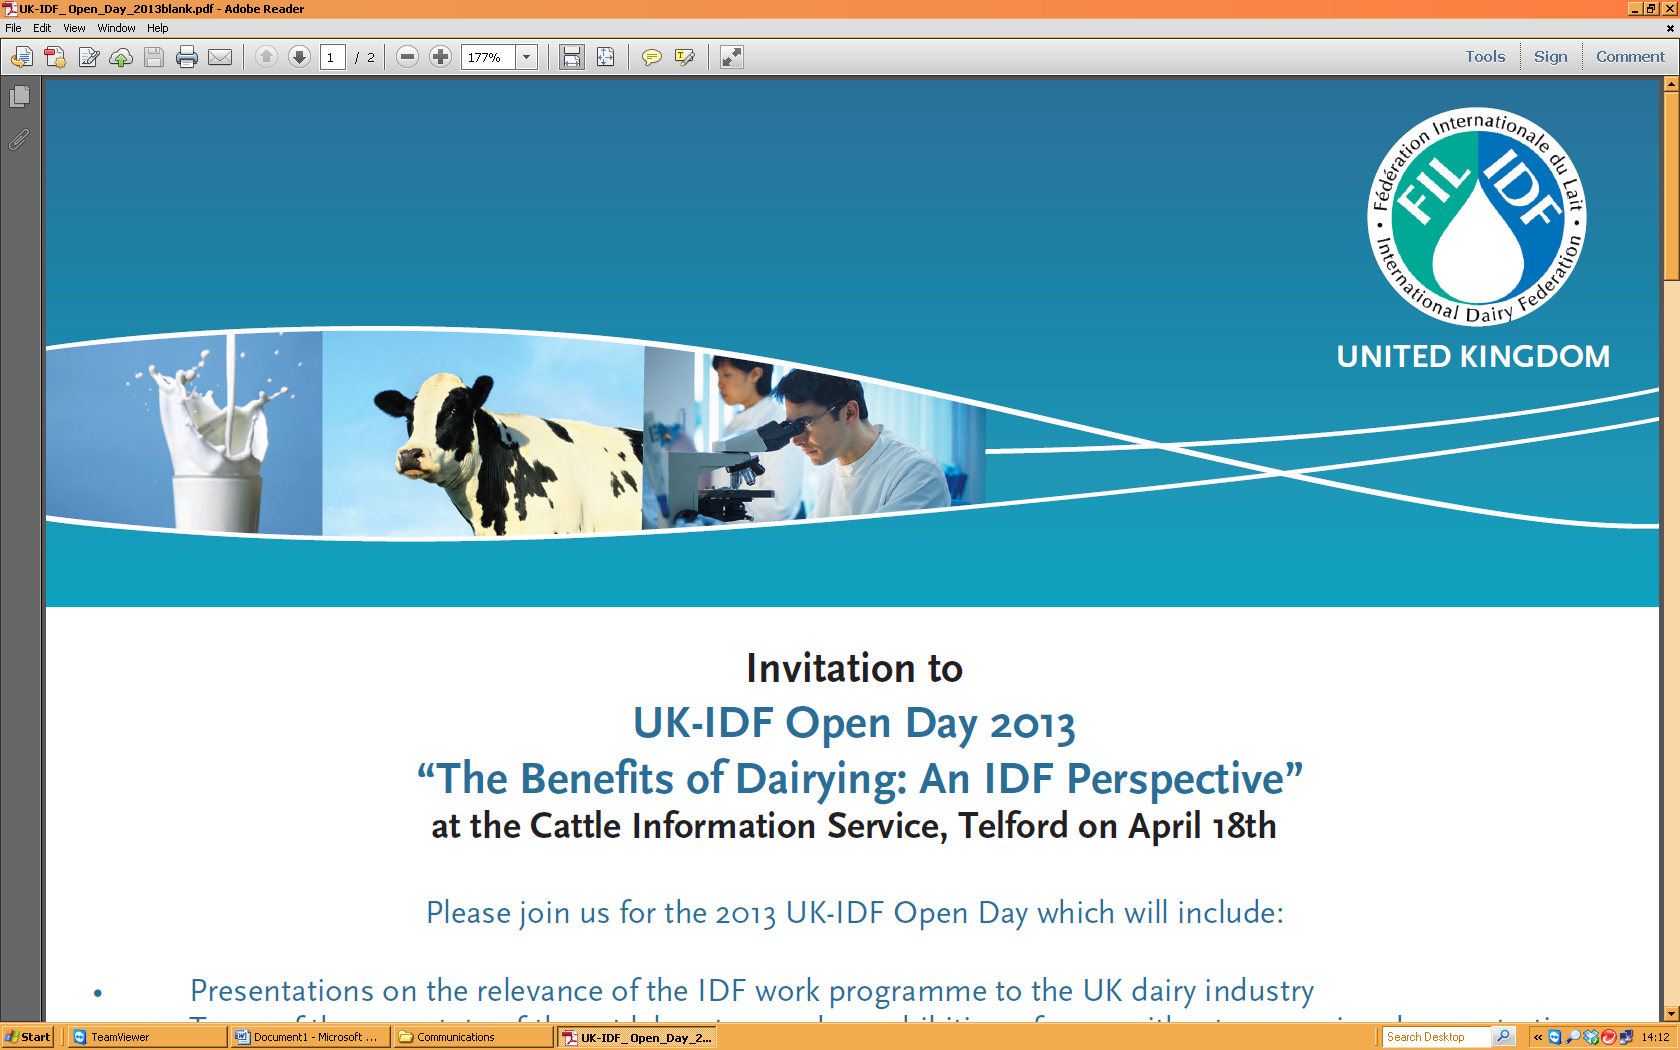 UK-IDF_ Open_Day_2013blank.pdf - Adobe Reader
File Edit View Window Help
1 / 2 177% Tools Sign Comment
Fédération Internationale du Lait
FIL IDF
International Dairy Federation
UNITED KINGDOM
Invitation to
UK-IDF Open Day 2013
“The Benefits of Dairying: An IDF Perspective”
at the Cattle Information Service, Telford on April 18th
Please join us for the 2013 UK-IDF Open Day which will include:
• Presentations on the relevance of the IDF work programme to the UK dairy industry
Start TeamViewer Document1 - Microsoft ... Communications UK-IDF_ Open_Day_2... Search Desktop « 14:12